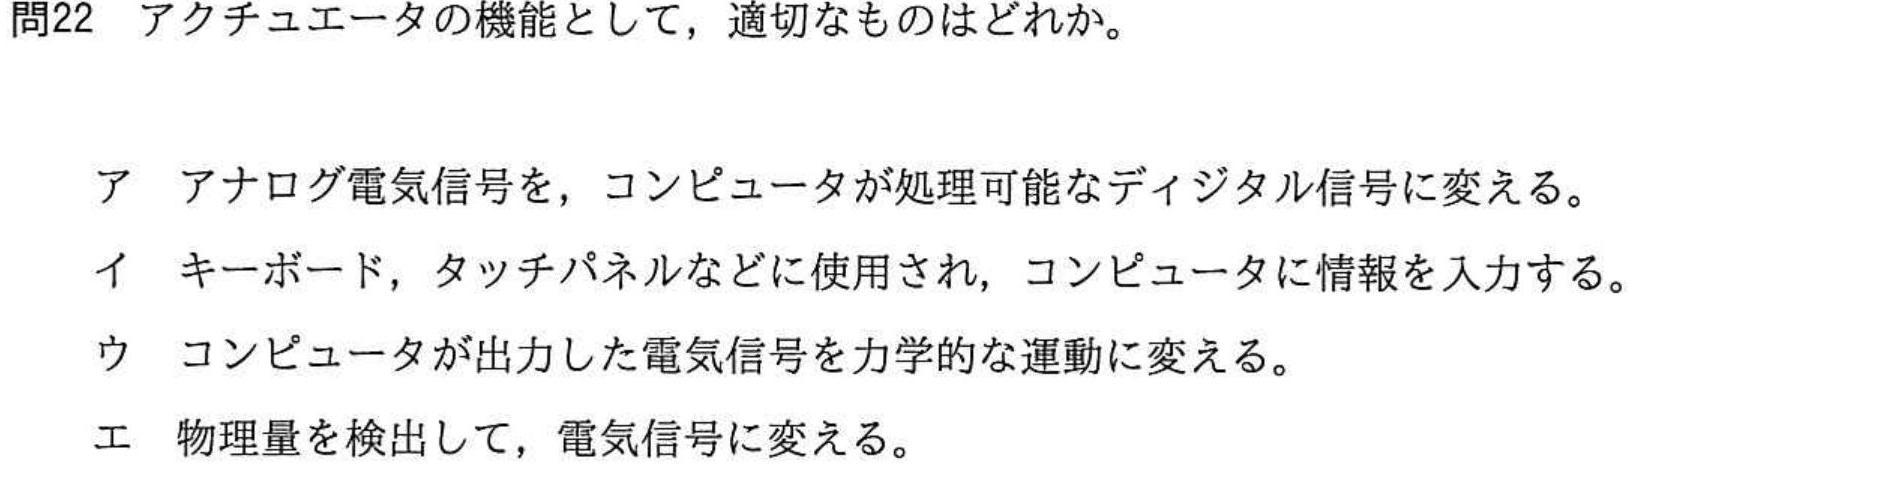 問22　アクチュエータの機能として，適切なものはどれか。
ア　アナログ電気信号を，コンピュータが処理可能なディジタル信号に変える。
イ　キーボード，タッチパネルなどに使用され，コンピュータに情報を入力する。
ウ　コンピュータが出力した電気信号を力学的な運動に変える。
エ　物理量を検出して，電気信号に変える。